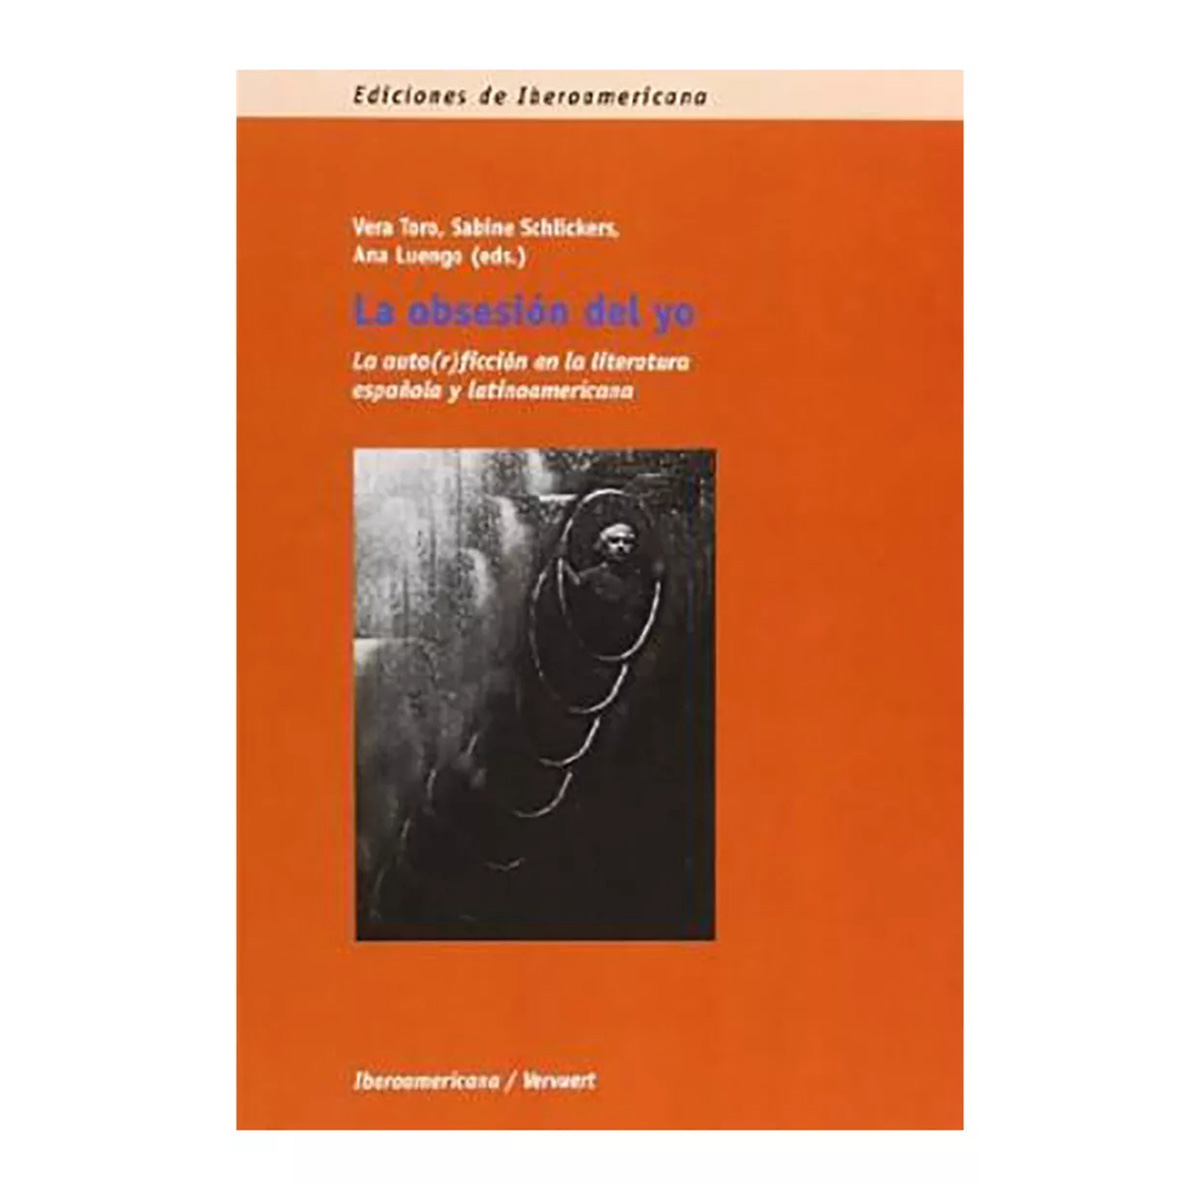 Ediciones de Iberoamericana
Vera Toro, Sabine Schlickers,
Ana Luengo (eds.)
La obsesión del yo
La auto(r)ficción en la literatura
española y latinoamericana
Iberoamericana / Vervuert